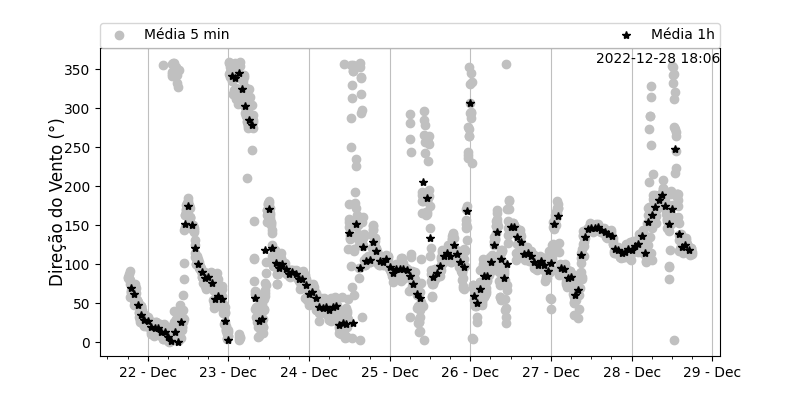 Média 5 min
Média 1h
2022-12-28 18:06
Direção do Vento (°)
350
300
250
200
150
100
50
0
22 - Dec
23 - Dec
24 - Dec
25 - Dec
26 - Dec
27 - Dec
28 - Dec
29 - Dec